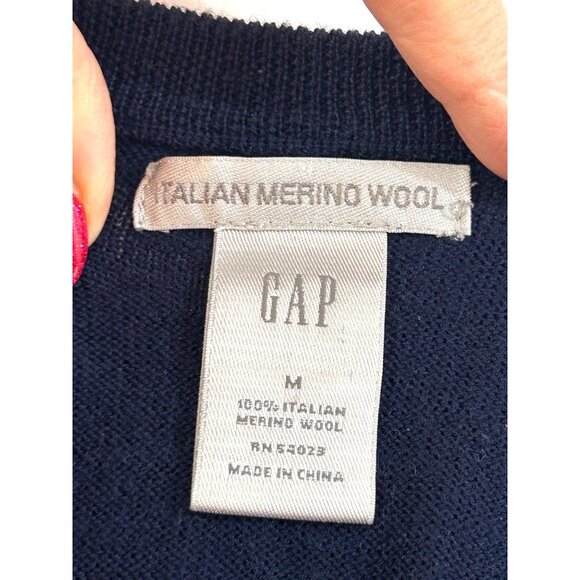 ITALIAN MERINO WOOL
GAP
M
100% ITALIAN
MERINO WOOL
RN 54023
MADE IN CHINA